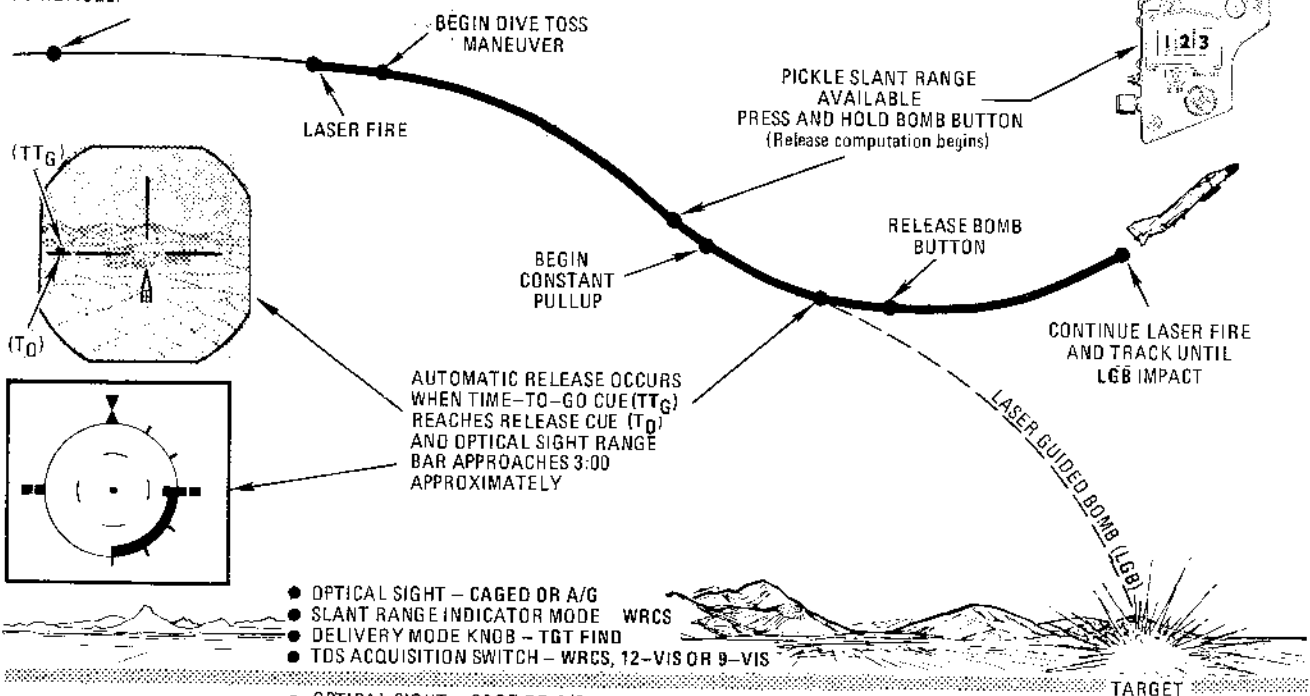 BEGIN DIVE TOSS
MANEUVER
LASER FIRE
PICKLE SLANT RANGE
AVAILABLE
PRESS AND HOLD BOMB BUTTON
(Release computation begins)
1 2 3
(TTG)
(TO)
BEGIN
CONSTANT
PULLUP
RELEASE BOMB
BUTTON
CONTINUE LASER FIRE
AND TRACK UNTIL
LGB IMPACT
AUTOMATIC RELEASE OCCURS
WHEN TIME-TO-GO CUE (TTG)
REACHES RELEASE CUE (TO)
AND OPTICAL SIGHT RANGE
BAR APPROACHES 3:00
APPROXIMATELY
LASER GUIDED BOMB (LGB)
● OPTICAL SIGHT – CAGED OR A/G
● SLANT RANGE INDICATOR MODE WRCS
● DELIVERY MODE KNOB – TGT FIND
● TDS ACQUISITION SWITCH – WRCS, 12-VIS OR 9-VIS
TARGET